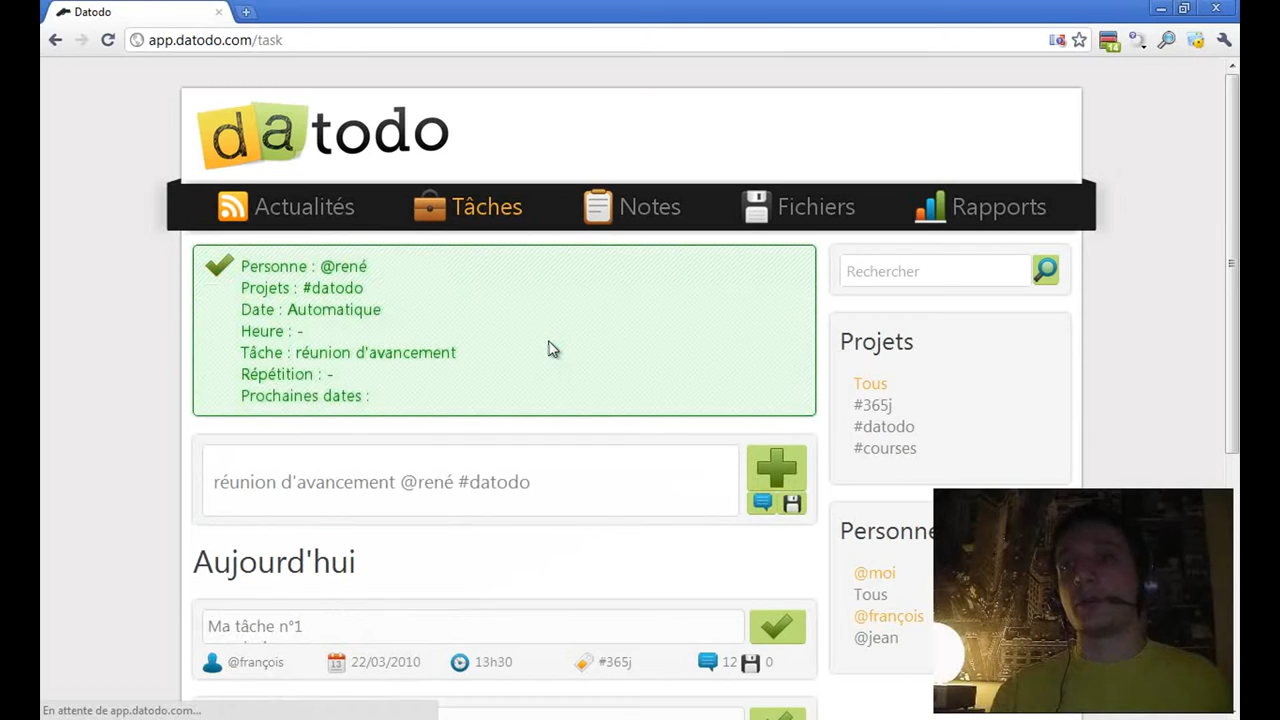 Datodo
app.datodo.com/task
14
datodo
Actualités Tâches Notes Fichiers Rapports
Personne : @rené
Projets : #datodo
Date : Automatique
Heure : -
Tâche : réunion d'avancement
Répétition : -
Prochaines dates :
réunion d'avancement @rené #datodo
Aujourd'hui
Ma tâche n°1
@françois 13 22/03/2010 13h30 #365j 12 0
Rechercher
Projets
Tous
#365j
#datodo
#courses
Personne
@moi
Tous
@françois
@jean
En attente de app.datodo.com...